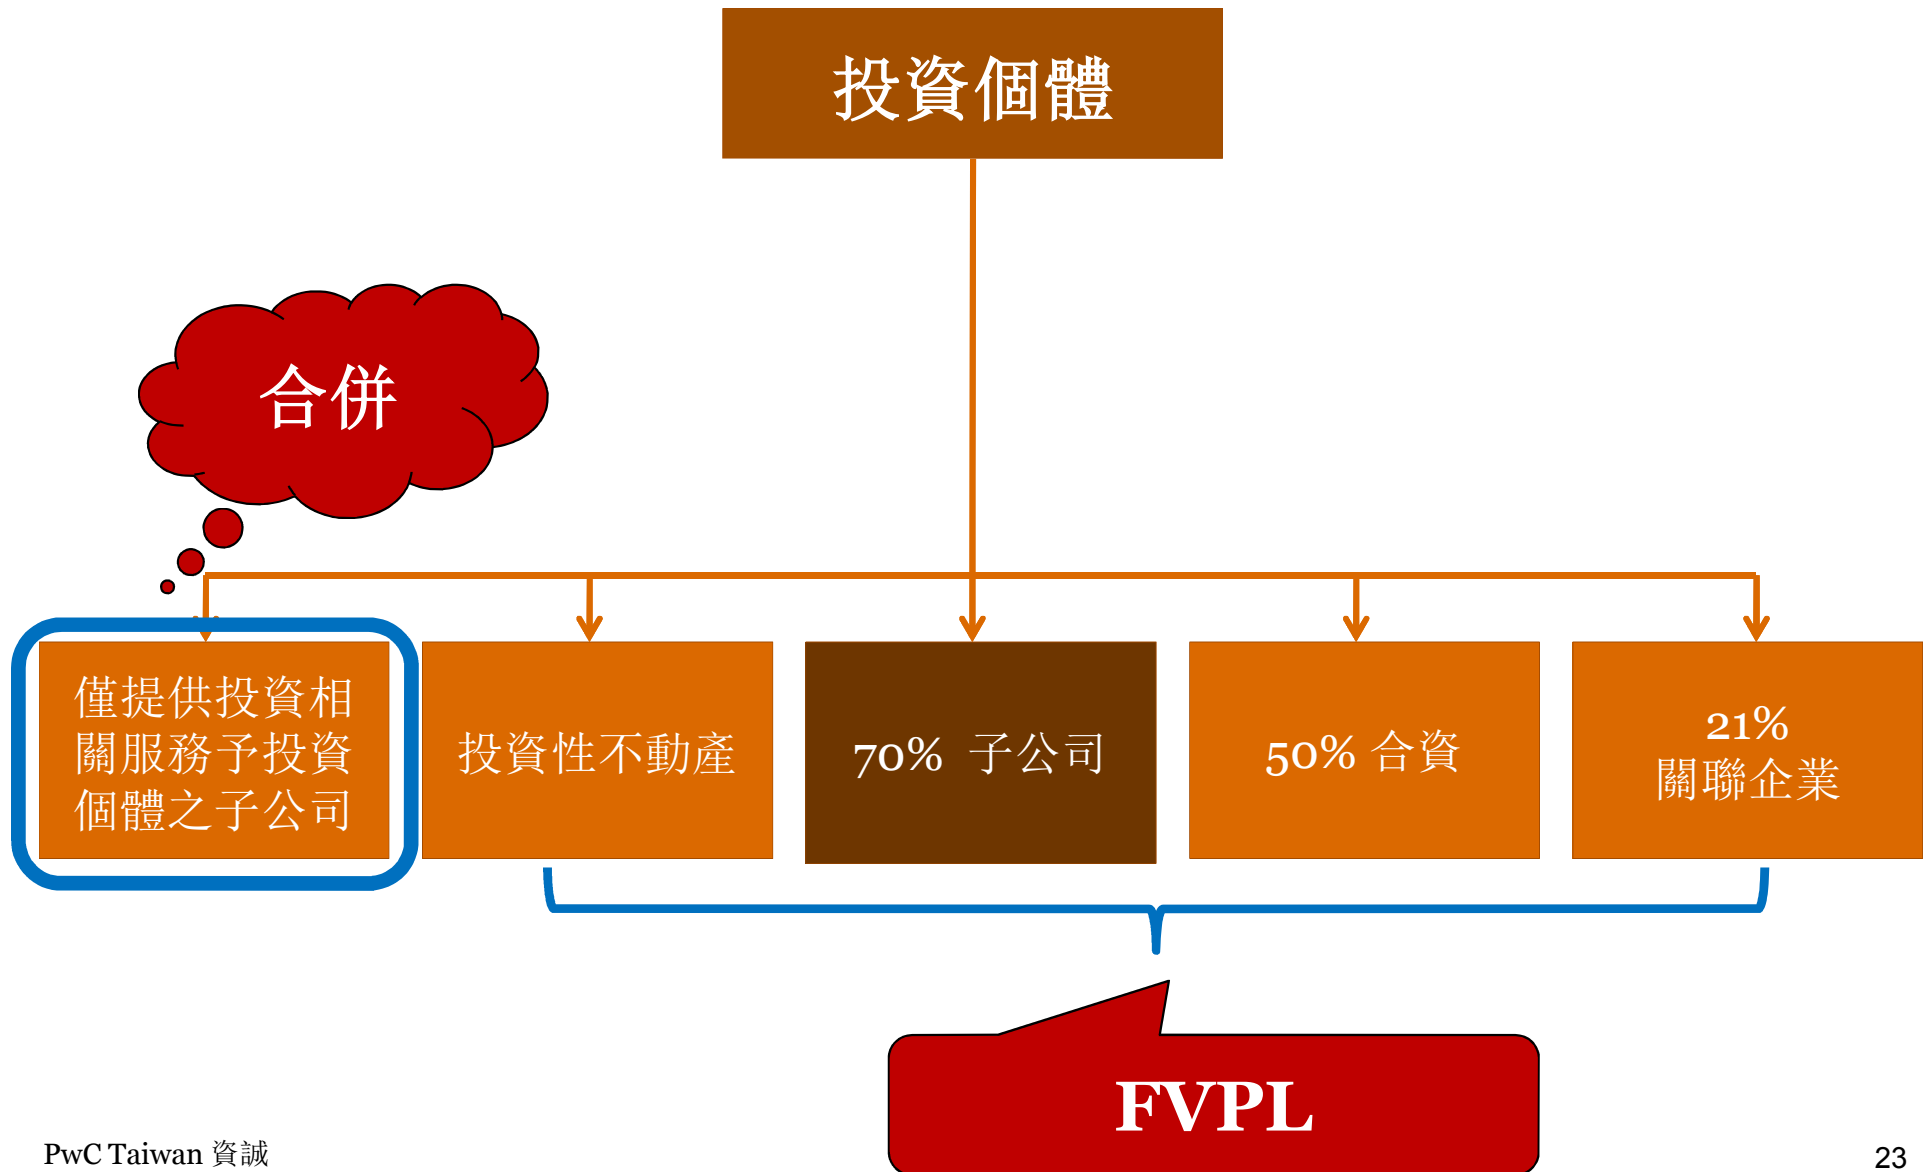 投資個體
合併
僅提供投資相
關服務予投資
個體之子公司
投資性不動產
70% 子公司
50% 合資
21%
關聯企業
FVPL
PwC Taiwan 資誠
23